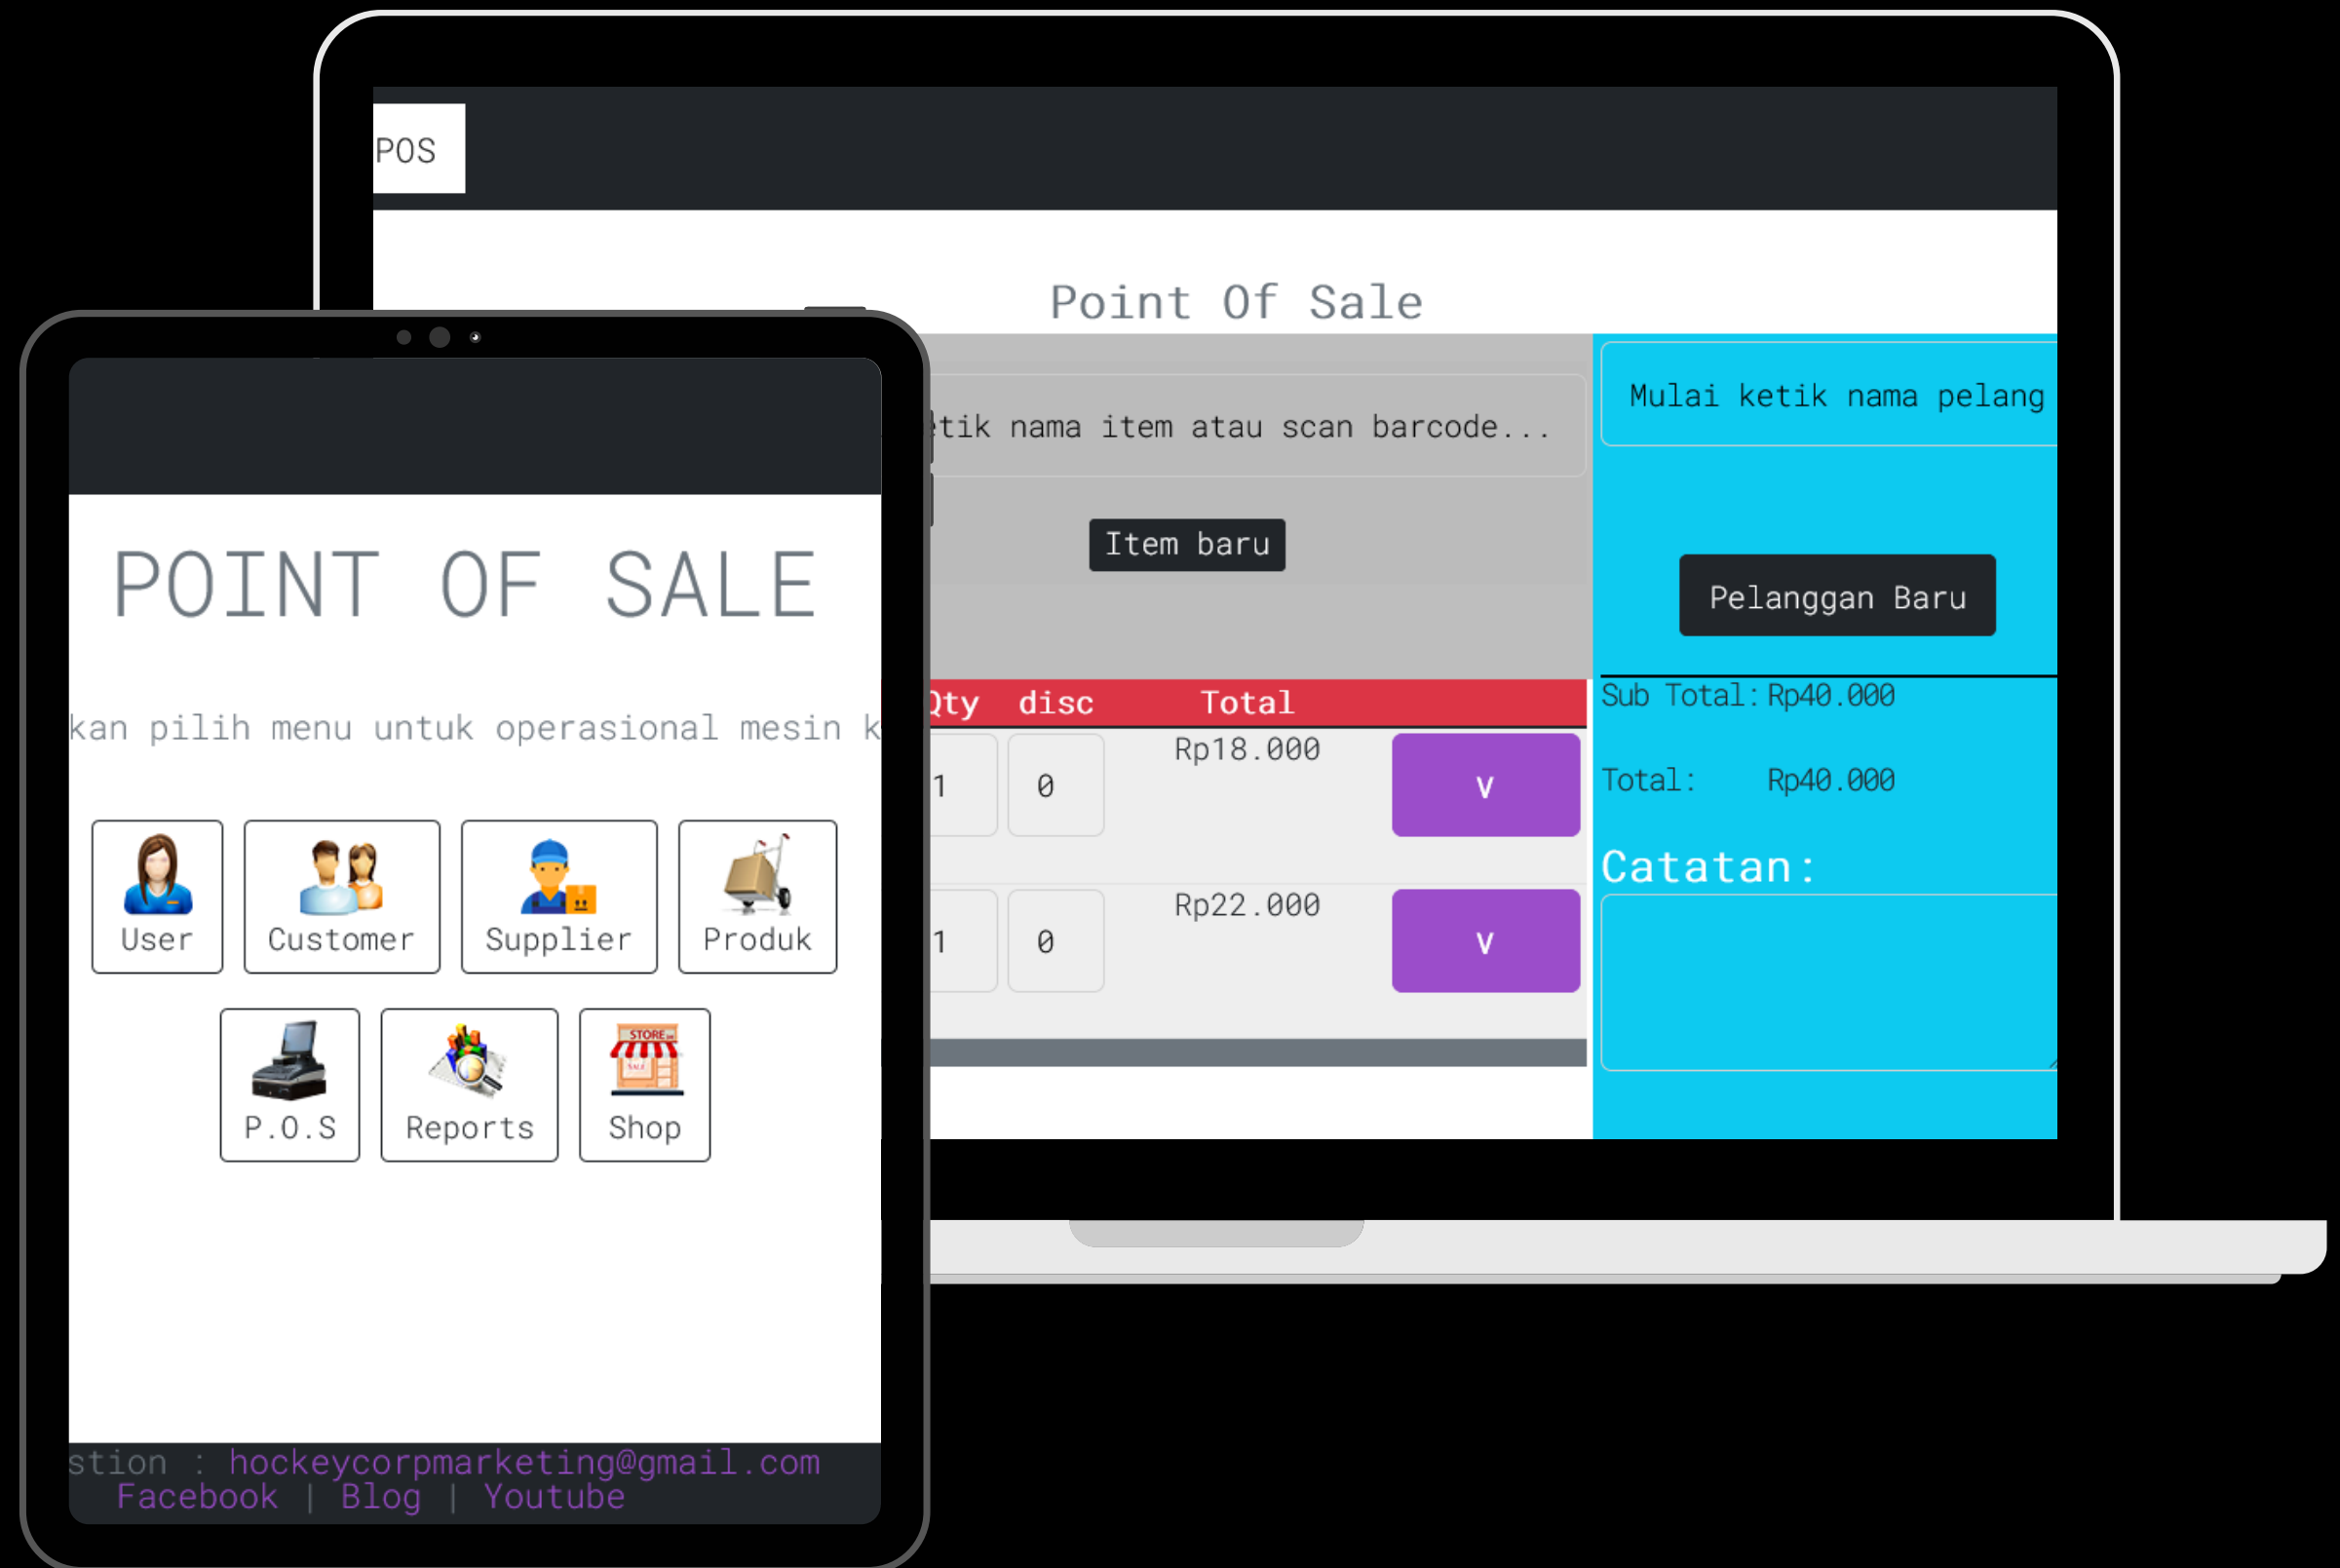 POS
Point Of Sale
etik nama item atau scan barcode...
Item baru
Qty disc Total
1 0 Rp18.000 V
1 0 Rp22.000 V
Mulai ketik nama pelang
Pelanggan Baru
Sub Total: Rp40.000
Total: Rp40.000
Catatan:
POINT OF SALE
kan pilih menu untuk operasional mesin k
User Customer Supplier Produk
STORE
SALE
P.O.S Reports Shop
stion : hockeycorpmarketing@gmail.com
Facebook | Blog | Youtube